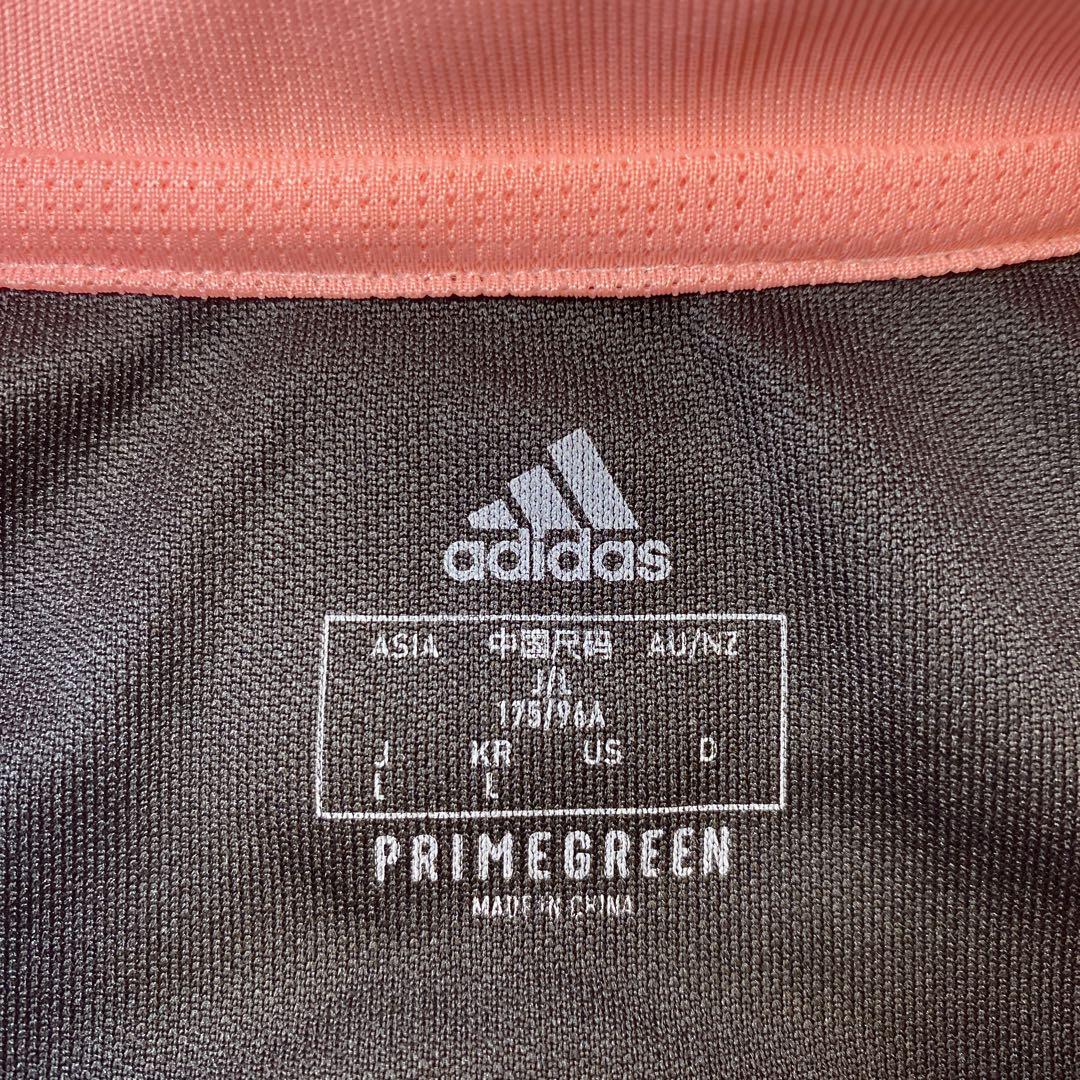 adidas
ASIA 中国尺码 AU/NZ
J/L
175/96A
J KR US D
L L
PRIMEGREEN
MADE IN CHINA